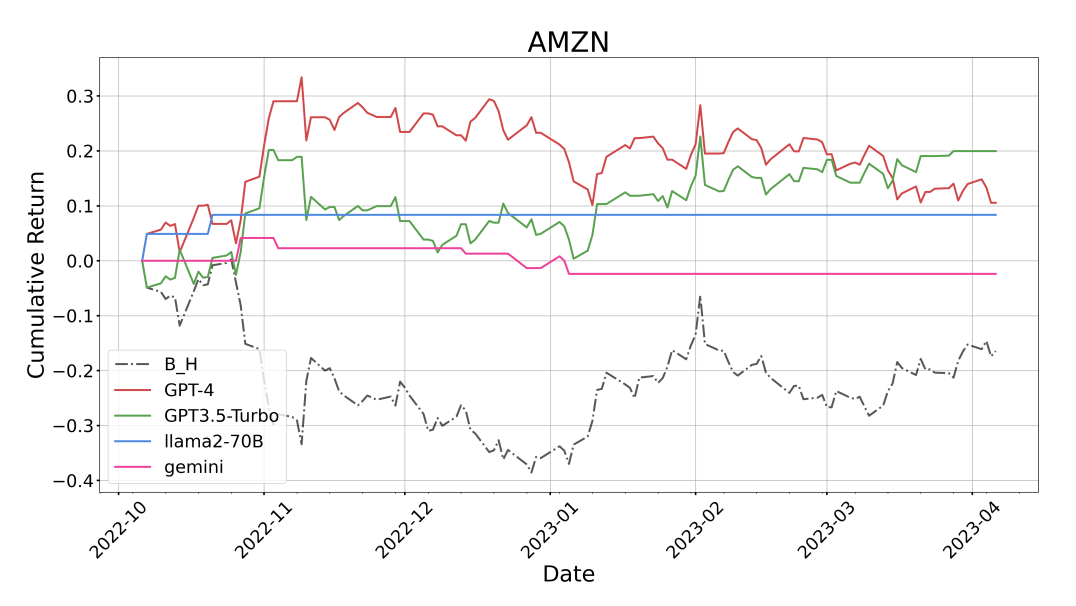 AMZN
Cumulative Return
0.3
0.2
0.1
0.0
−0.1
−0.2
−0.3
−0.4
B_H
GPT-4
GPT3.5-Turbo
llama2-70B
gemini
2022-10
2022-11
2022-12
2023-01
2023-02
2023-03
2023-04
Date